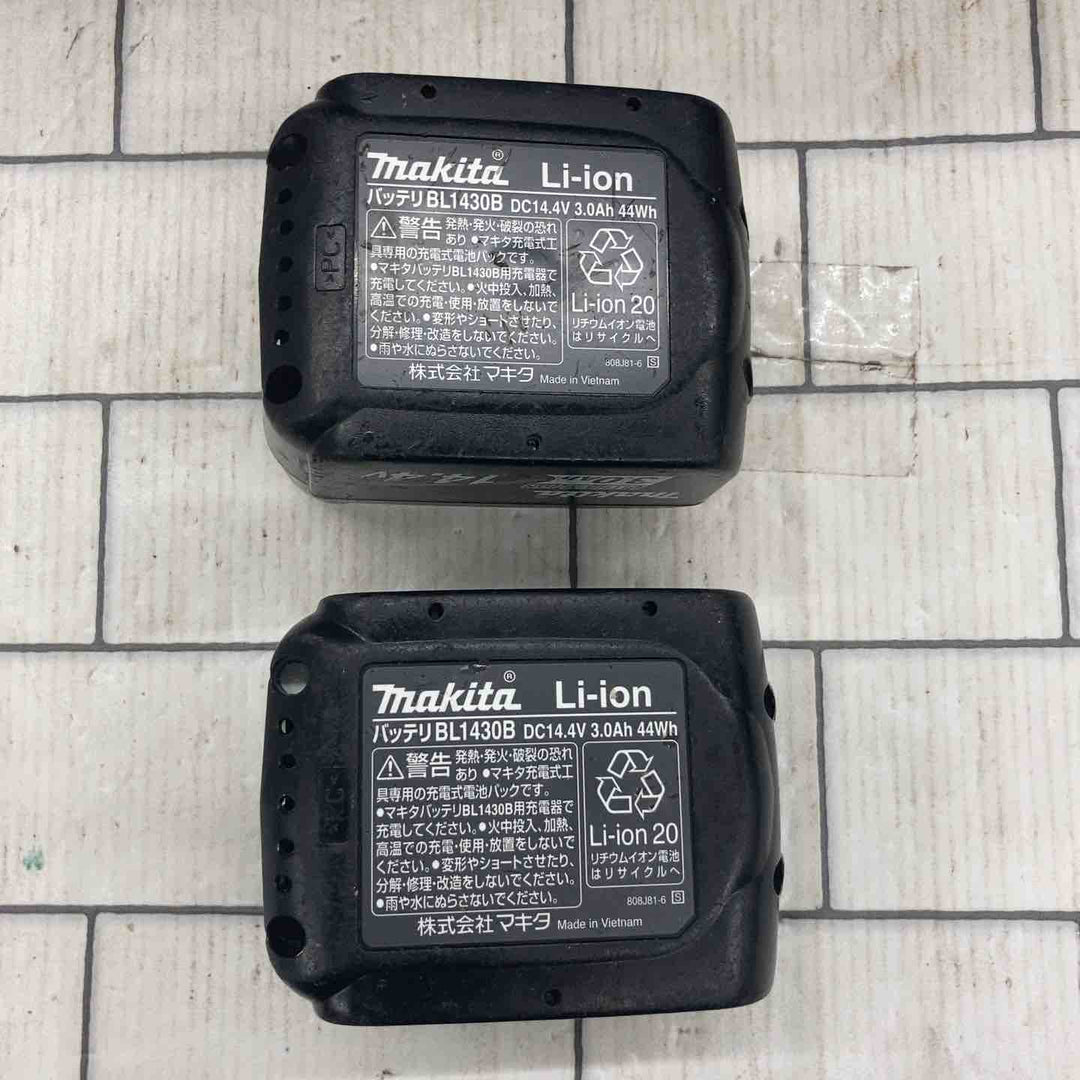 makita® Li-ion
バッテリ BL1430B DC14.4V 3.0Ah 44Wh
警告 発熱・発火・破裂の恐れ
あり ●マキタ充電式工
具専用の充電式電池パックです。
●マキタバッテリBL1430B用充電器で
充電してください。●火中投入、加熱、
高温での充電・使用・放置をしないで
ください。●変形やショートさせたり、
分解・修理・改造をしないでください。
●雨や水にぬらさないでください。
Li-ion 20
リチウムイオン電池
はリサイクルへ
808J81-6 S
株式会社 マキタ Made in Vietnam
>PC<
makita 14.4V
makita® Li-ion
バッテリ BL1430B DC14.4V 3.0Ah 44Wh
警告 発熱・発火・破裂の恐れ
あり ●マキタ充電式工
具専用の充電式電池パックです。
●マキタバッテリBL1430B用充電器で
充電してください。●火中投入、加熱、
高温での充電・使用・放置をしないで
ください。●変形やショートさせたり、
分解・修理・改造をしないでください。
●雨や水にぬらさないでください。
Li-ion 20
リチウムイオン電池
はリサイクルへ
808J81-6 S
株式会社 マキタ Made in Vietnam
>PC<